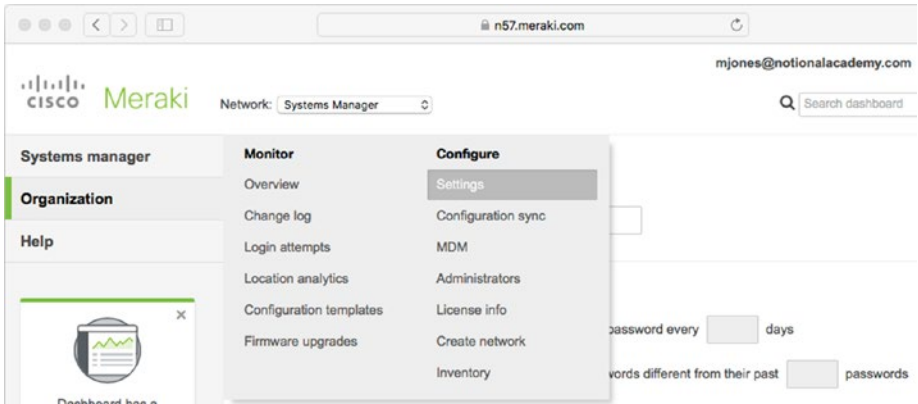 n57.meraki.com
mjones@notionalacademy.com
CISCO Meraki
Network: Systems Manager
Search dashboard
Systems manager
Organization
Help
Monitor
Overview
Change log
Login attempts
Location analytics
Configuration templates
Firmware upgrades
Configure
Settings
Configuration sync
MDM
Administrators
License info
Create network
Inventory
password every days
different from their past passwords
Dashboard has a